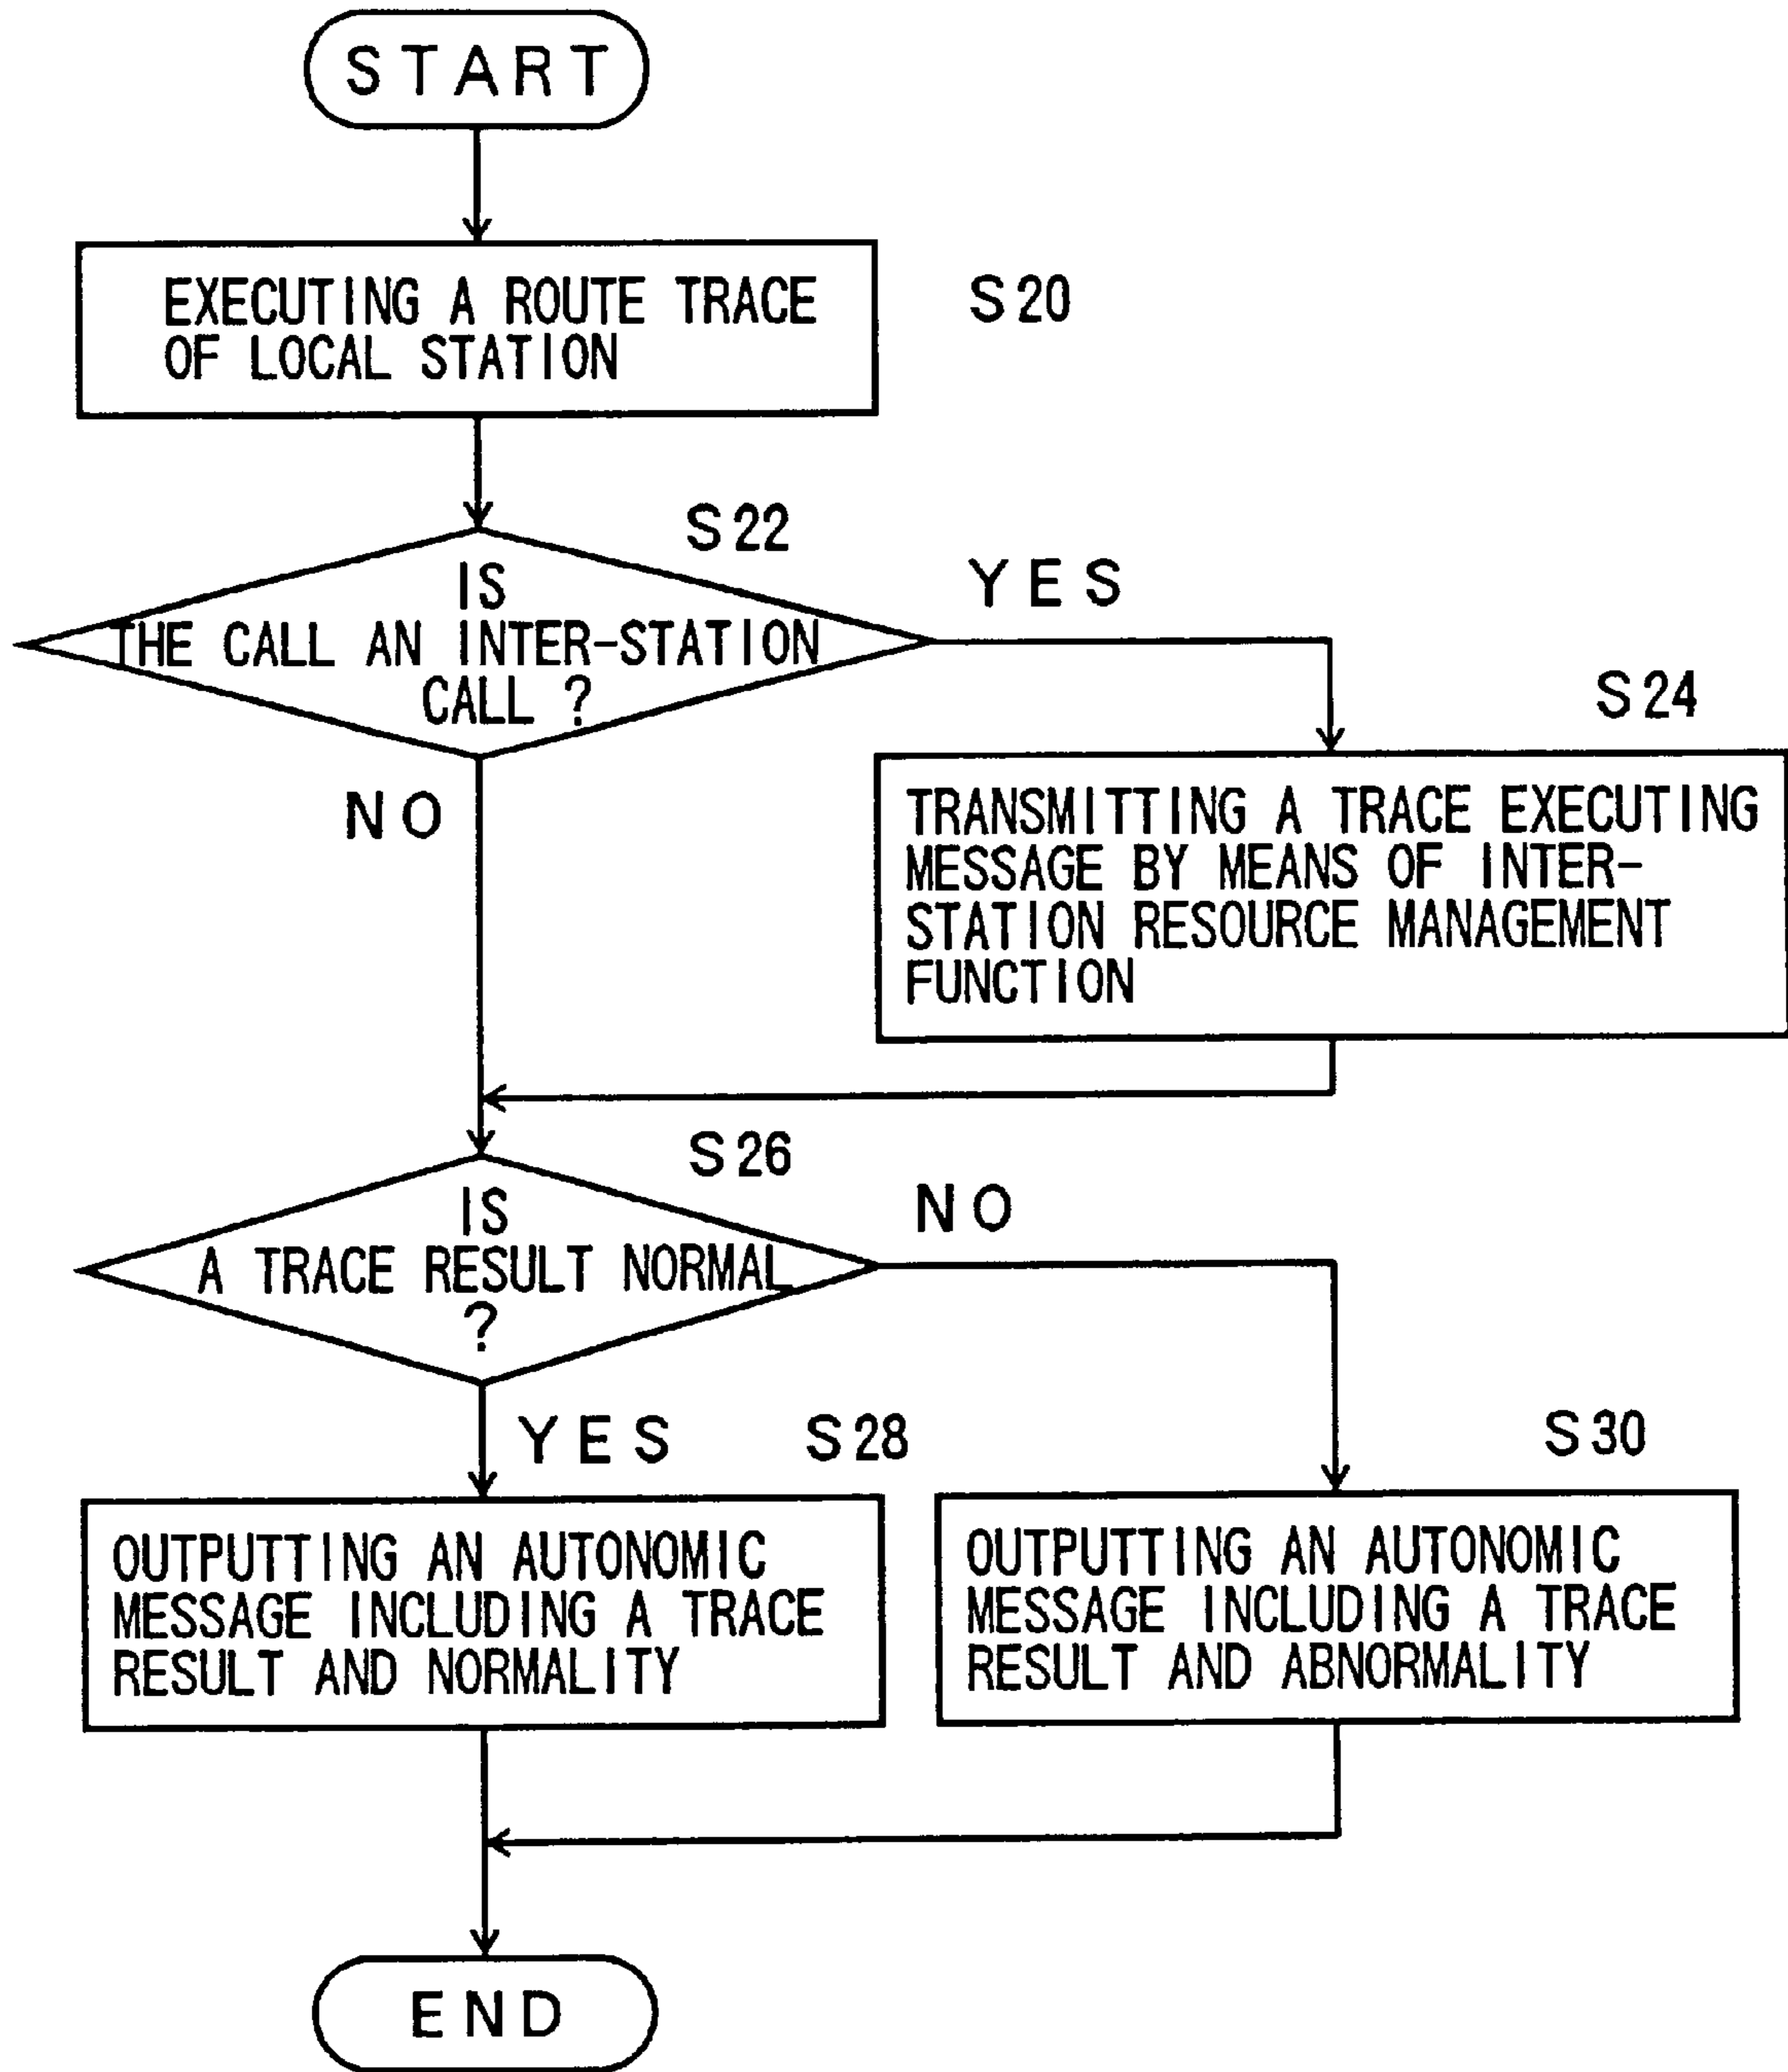 START
EXECUTING A ROUTE TRACE
OF LOCAL STATION
S20
S22
IS
THE CALL AN INTER-STATION
CALL ?
YES
NO
S24
TRANSMITTING A TRACE EXECUTING
MESSAGE BY MEANS OF INTER-
STATION RESOURCE MANAGEMENT
FUNCTION
S26
IS
A TRACE RESULT NORMAL
?
NO
YES
S28
OUTPUTTING AN AUTONOMIC
MESSAGE INCLUDING A TRACE
RESULT AND NORMALITY
S30
OUTPUTTING AN AUTONOMIC
MESSAGE INCLUDING A TRACE
RESULT AND ABNORMALITY
END